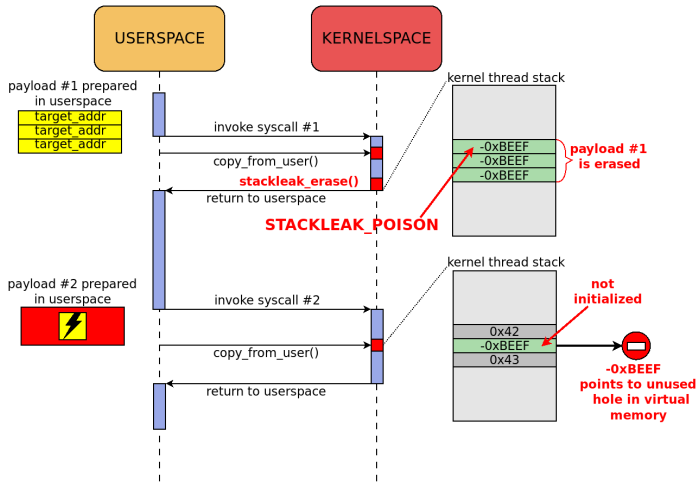 USERSPACE
KERNELSPACE
payload #1 prepared
in userspace
target_addr
target_addr
target_addr
invoke syscall #1
copy_from_user()
stackleak_erase()
return to userspace
STACKLEAK_POISON
kernel thread stack
-0xBEEF
-0xBEEF
-0xBEEF
payload #1
is erased
payload #2 prepared
in userspace
invoke syscall #2
copy_from_user()
return to userspace
kernel thread stack
not
initialized
0x42
-0xBEEF
0x43
-0xBEEF
points to unused
hole in virtual
memory